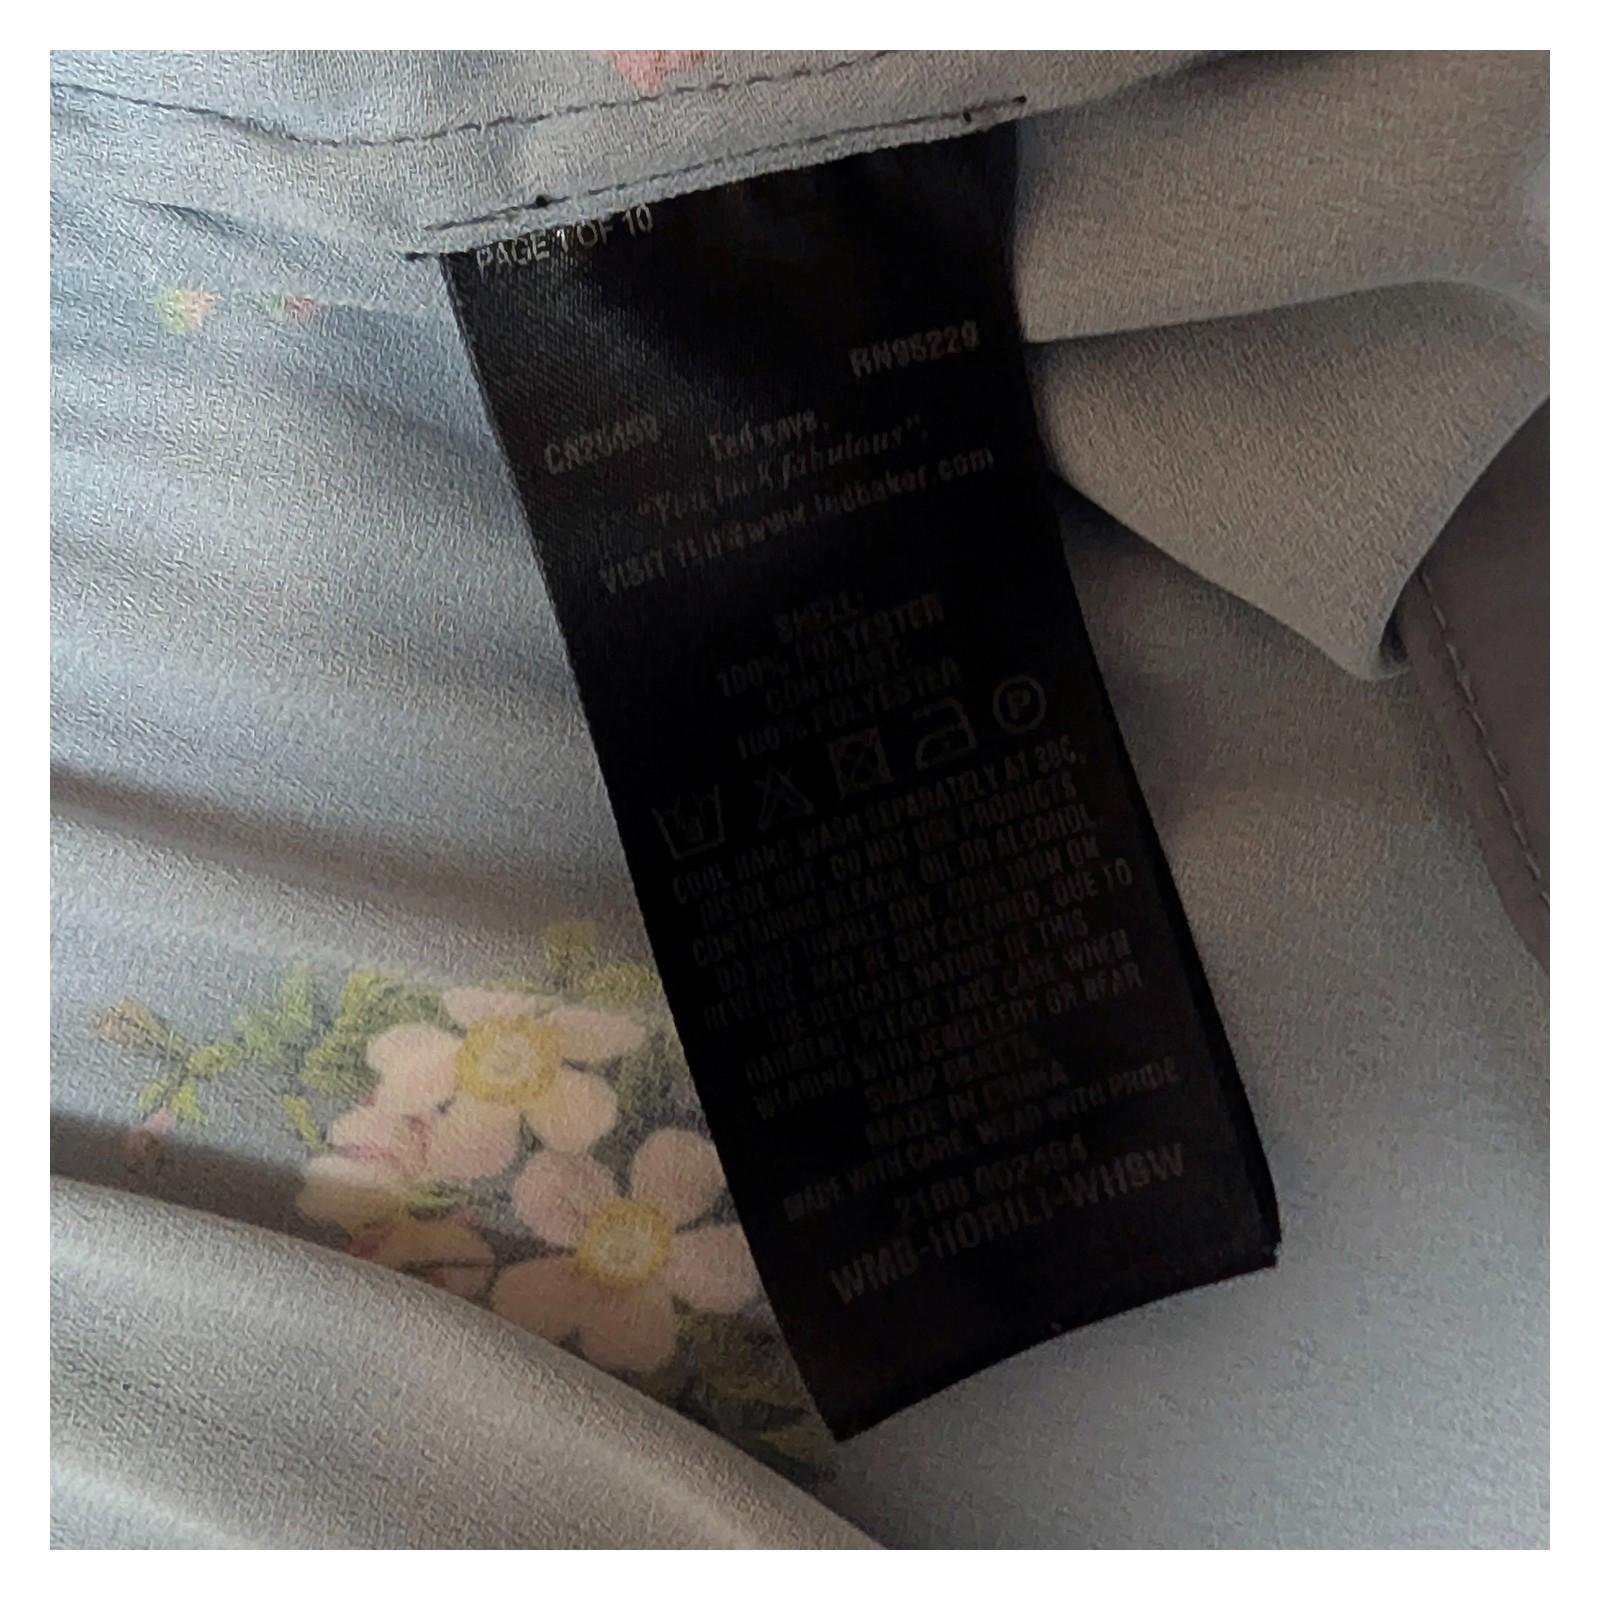 PAGE 1 OF 10
RN95229
Ted says,
"You look fabulous".
VISIT TED @ www.tedbaker.com
SHELL:
100% POLYESTER
CONTRAST:
100% POLYESTER
P
COOL HAND WASH SEPARATELY AT 30C,
INSIDE OUT. DO NOT USE PRODUCTS
CONTAINING BLEACH, OIL OR ALCOHOL.
DO NOT TUMBLE DRY. COOL IRON ON
REVERSE. MAY BE DRY CLEANED. DUE TO
THE DELICATE NATURE OF THIS
GARMENT, PLEASE TAKE CARE WHEN
WEARING WITH JEWELLERY OR NEAR
SHARP OBJECTS
MADE IN CHINA
MADE WITH CARE, WEAR WITH PRIDE
WMB-HORILI-WH9W